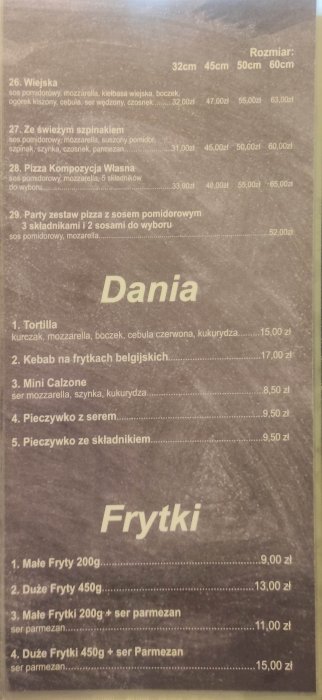 Rozmiar:
32cm 45cm 50cm 60cm
26. Wiejska
sos pomidorowy, mozzarella, kiełbasa wiejska, boczek,
ogórek kiszony, cebula, ser wędzony, czosnek....32,00zł 47,00zł 55,00zł 63,00zł
27. Ze świeżym szpinakiem
sos pomidorowy, mozzarella, suszony pomidor,
szpinek, szynka, czosnek, parmezan..............31,00zł 45,00zł 50,00zł 60,00zł
28. Pizza Kompozycja Własna
sos pomidorowy, mozzarella, 5 składników
do wyboru..............33,00zł 55,00zł 65,00zł
29. Party zestaw pizza z sosem pomidorowym
3 składnikami i 2 sosami do wyboru
sos pomidorowy, mozarella..............52,00zł
Dania
1. Tortilla
kurczak, mozzarella, boczek, cebula czerwona, kukurydza........15,00 zł
2. Kebab na frytkach belgijskich..............17,00 zł
3. Mini Calzone
ser mozzarella, szynka, kukurydza..............8,50 zł
4. Pieczywko z serem..............9,50 zł
5. Pieczywko ze składnikiem..............9,50 zł
Frytki
1. Małe Fryty 200g..............9,00 zł
2. Duże Fryty 450g..............13,00 zł
3. Małe Frytki 200g + ser parmezan
ser parmezan..............11,00 zł
4. Duże Frytki 450g + ser Parmezan
ser parmezan..............15,00 zł